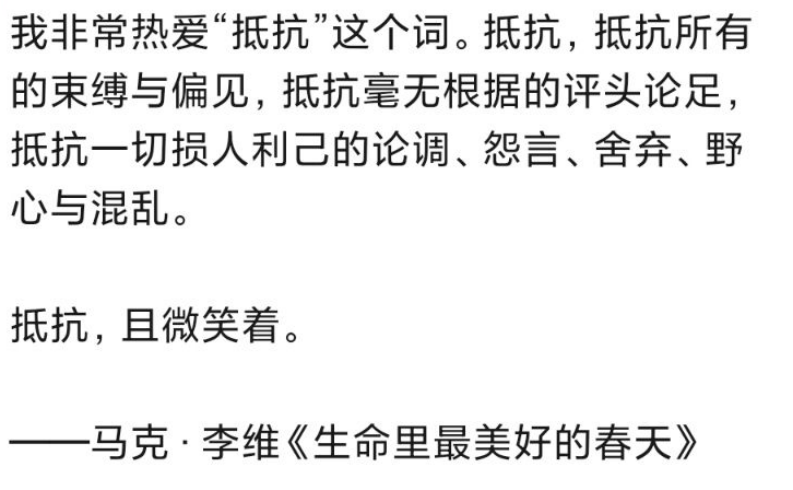 我非常热爱“抵抗”这个词。抵抗，抵抗所有
的束缚与偏见，抵抗毫无根据的评头论足，
抵抗一切损人利己的论调、怨言、舍弃、野
心与混乱。
抵抗，且微笑着。
——马克·李维《生命里最美好的春天》